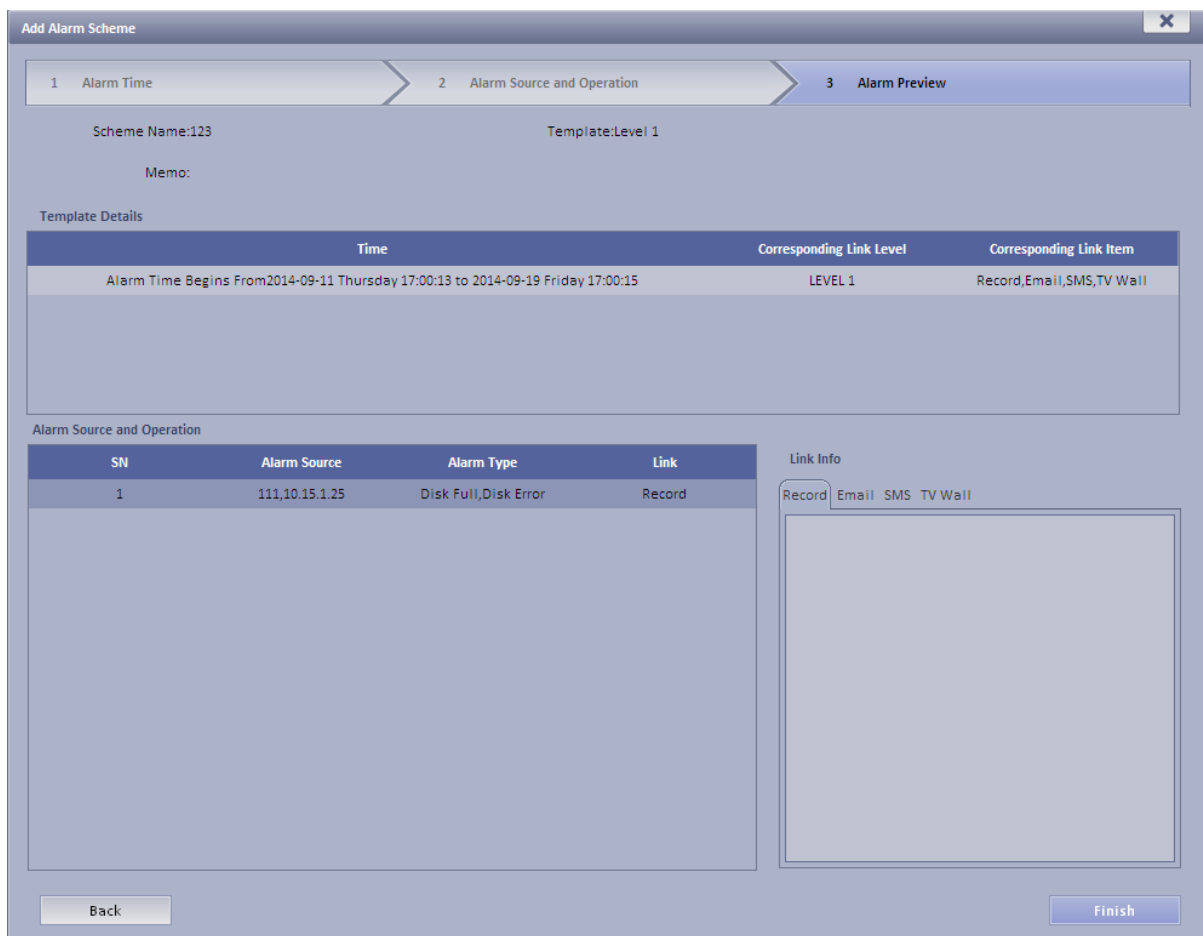 Add Alarm Scheme
1 Alarm Time 2 Alarm Source and Operation 3 Alarm Preview
Scheme Name:123 Template:Level 1
Memo:
Template Details
Time Corresponding Link Level Corresponding Link Item
Alarm Time Begins From2014-09-11 Thursday 17:00:13 to 2014-09-19 Friday 17:00:15 LEVEL 1 Record,Email,SMS,TV Wall
Alarm Source and Operation
SN Alarm Source Alarm Type Link
1 111,10.15.1.25 Disk Full,Disk Error Record
Link Info
Record Email SMS TV Wall
Back Finish